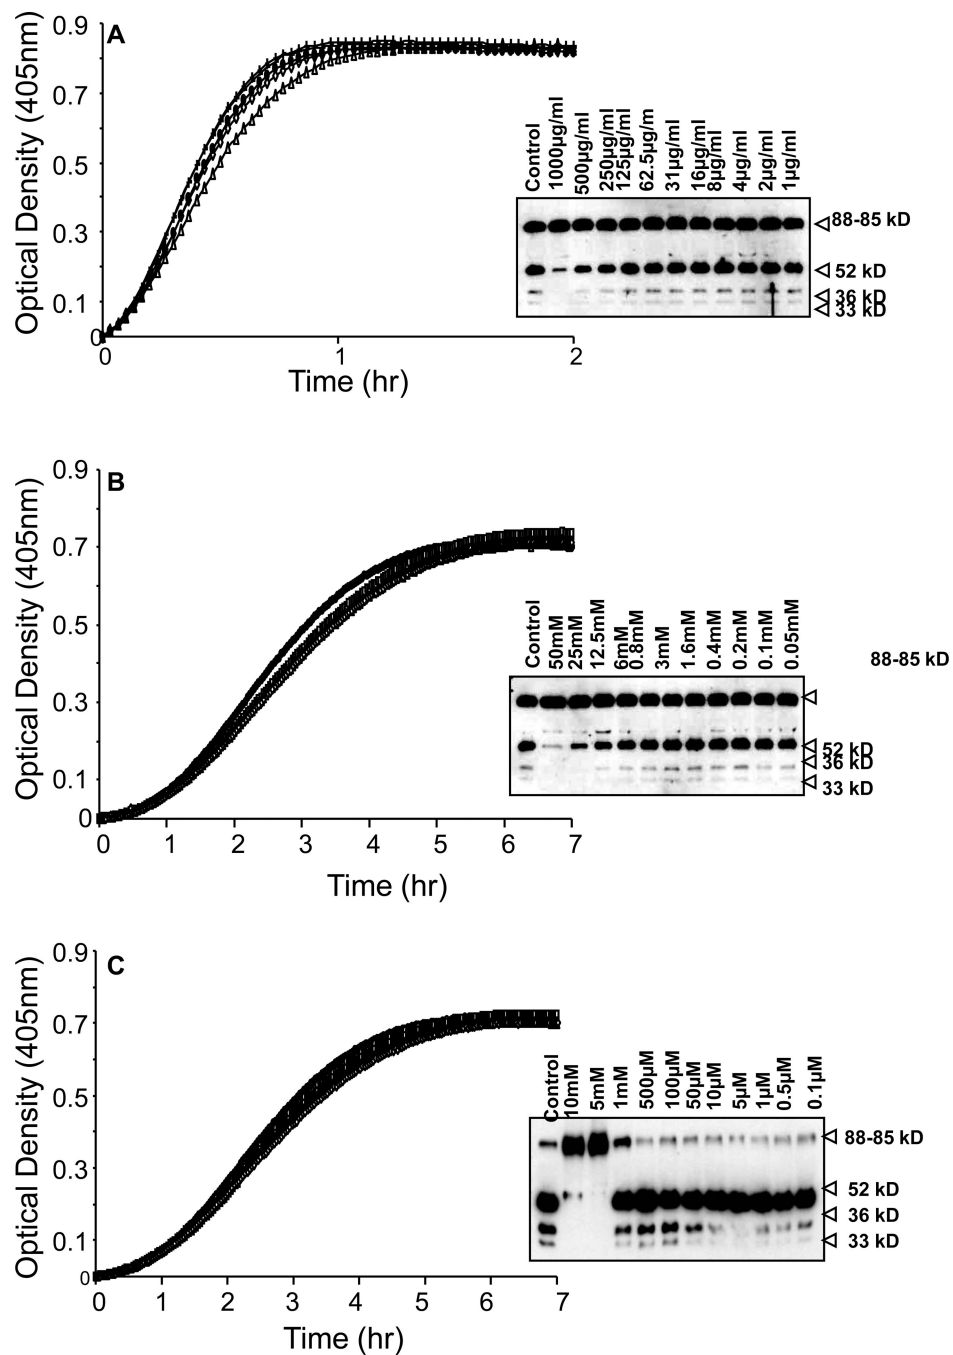 A
Optical Density (405nm)
0.9
0.7
0.5
0.3
0.1
0
0 1 2
Time (hr)
Control 1000µg/ml 500µg/ml 250µg/ml 125µg/ml 62.5µg/m 31µg/ml 16µg/ml 8µg/ml 4µg/ml 2µg/ml 1µg/ml
88-85 kD
52 kD
36 kD
33 kD
B
Optical Density (405nm)
0.9
0.7
0.5
0.3
0.1
0
0 1 2 3 4 5 6 7
Time (hr)
Control 50mM 25mM 12.5mM 6mM 0.8mM 3mM 1.6mM 0.4mM 0.2mM 0.1mM 0.05mM
88-85 kD
52 kD
36 kD
33 kD
C
Optical Density (405nm)
0.9
0.7
0.5
0.3
0.1
0
0 1 2 3 4 5 6 7
Time (hr)
Control 10mM 5mM 1mM 500µM 100µM 50µM 10µM 5µM 1µM 0.5µM 0.1µM
88-85 kD
52 kD
36 kD
33 kD